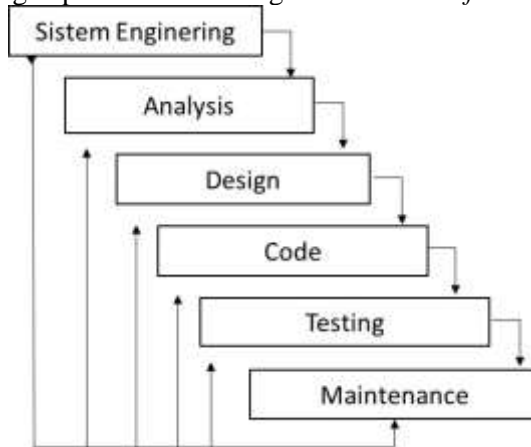 Sistem Enginering
Analysis
Design
Code
Testing
Maintenance